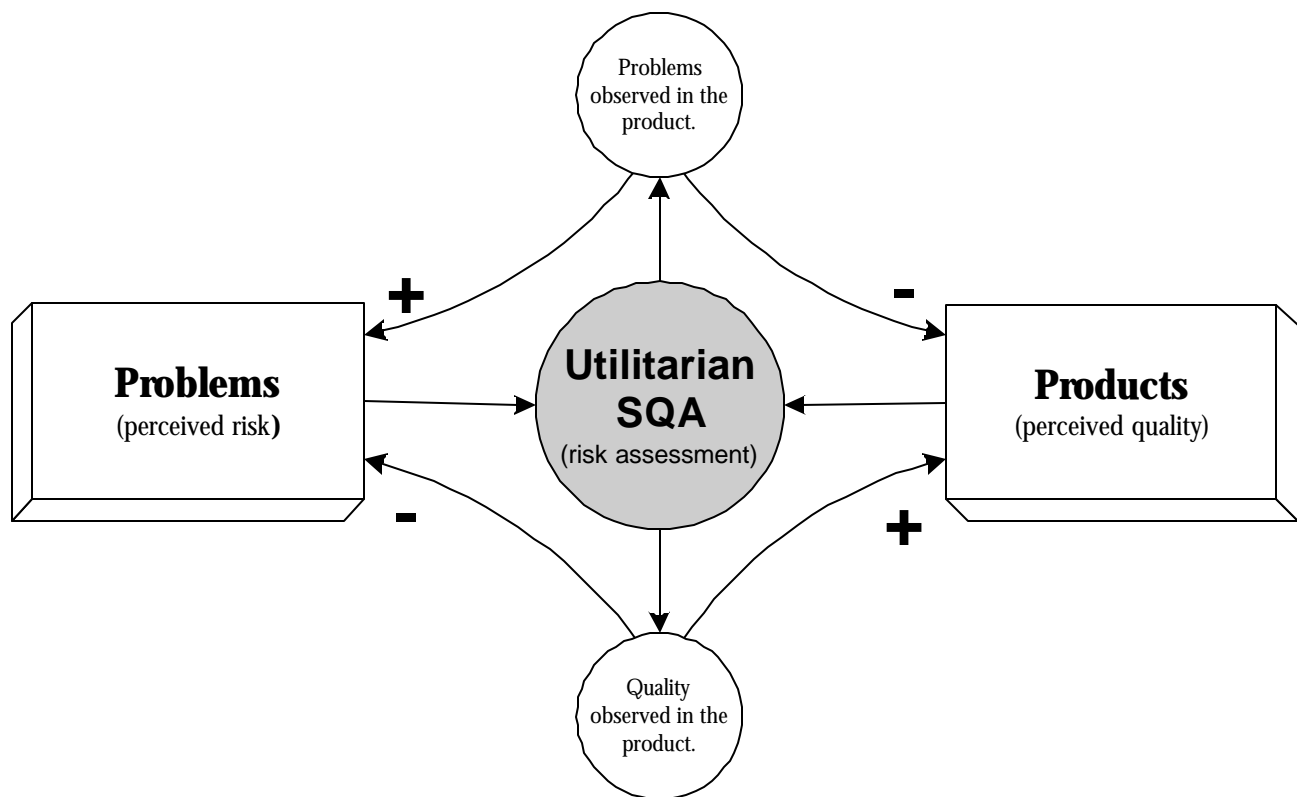 Problems
observed in the
product.
+
-
Problems
(perceived risk)
Utilitarian
SQA
(risk assessment)
Products
(perceived quality)
-
+
Quality
observed in the
product.